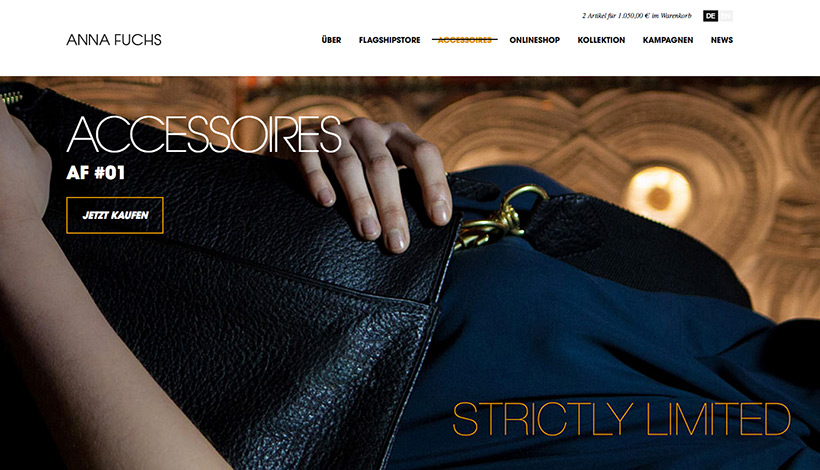 2 Artikel für 1.050,00 € im Warenkorb DE
ANNA FUCHS
ÜBER FLAGSHIPSTORE ACCESSOIRES ONLINESHOP KOLLEKTION KAMPAGNEN NEWS
ACCESSOIRES
AF #01
JETZT KAUFEN
STRICTLY LIMITED